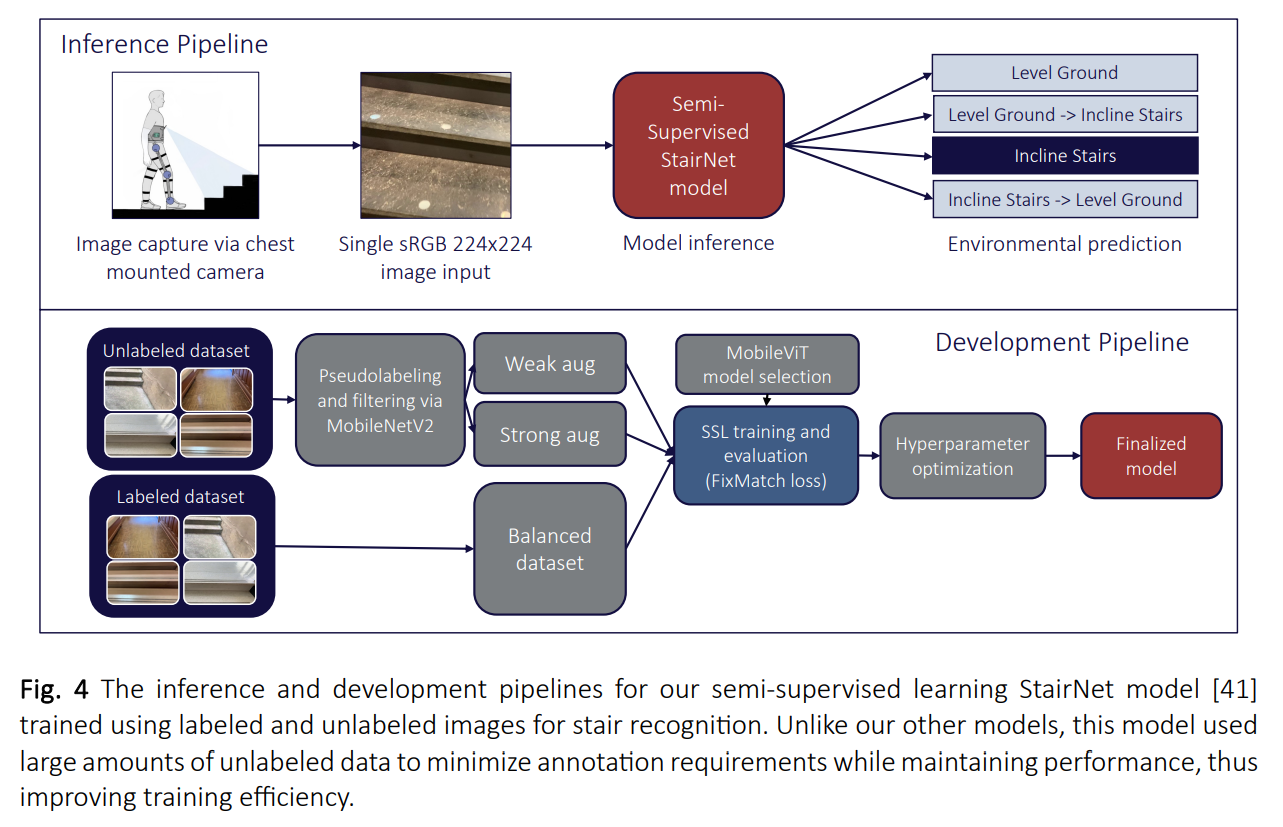 Inference Pipeline
Level Ground
Level Ground -> Incline Stairs
Incline Stairs
Incline Stairs -> Level Ground
Semi-
Supervised
StairNet
model
Image capture via chest
mounted camera
Single sRGB 224x224
image input
Model inference
Environmental prediction
Development Pipeline
Unlabeled dataset
Pseudolabeling
and filtering via
MobileNetV2
Weak aug
Strong aug
MobileViT
model selection
SSL training and
evaluation
(FixMatch loss)
Hyperparameter
optimization
Finalized
model
Labeled dataset
Balanced
dataset
Fig. 4 The inference and development pipelines for our semi-supervised learning StairNet model [41]
trained using labeled and unlabeled images for stair recognition. Unlike our other models, this model used
large amounts of unlabeled data to minimize annotation requirements while maintaining performance, thus
improving training efficiency.